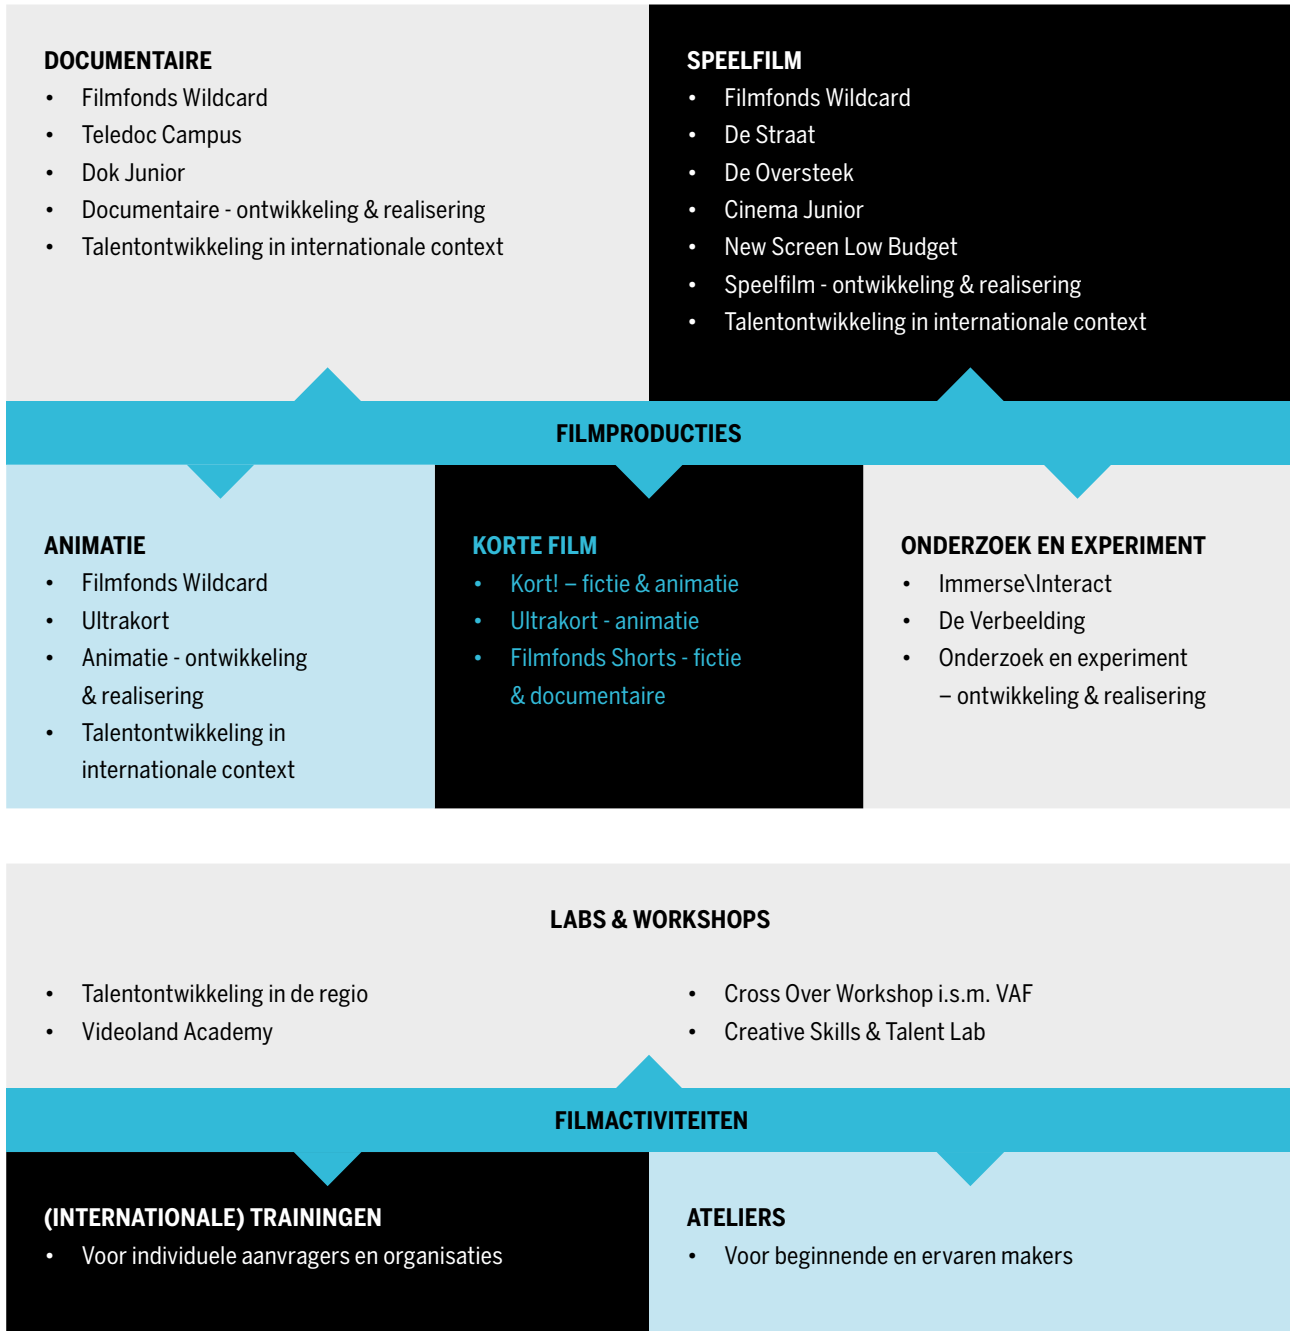 DOCUMENTAIRE
• Filmfonds Wildcard
• Teledoc Campus
• Dok Junior
• Documentaire - ontwikkeling & realisering
• Talentontwikkeling in internationale context
SPEELFILM
• Filmfonds Wildcard
• De Straat
• De Oversteek
• Cinema Junior
• New Screen Low Budget
• Speelfilm - ontwikkeling & realisering
• Talentontwikkeling in internationale context
FILMPRODUCTIES
ANIMATIE
• Filmfonds Wildcard
• Ultrakort
• Animatie - ontwikkeling
& realisering
• Talentontwikkeling in
internationale context
KORTE FILM
• Kort! – fictie & animatie
• Ultrakort - animatie
• Filmfonds Shorts - fictie
& documentaire
ONDERZOEK EN EXPERIMENT
• Immerse\Interact
• De Verbeelding
• Onderzoek en experiment
– ontwikkeling & realisering
LABS & WORKSHOPS
• Talentontwikkeling in de regio
• Videoland Academy
• Cross Over Workshop i.s.m. VAF
• Creative Skills & Talent Lab
FILMACTIVITEITEN
(INTERNATIONALE) TRAININGEN
• Voor individuele aanvragers en organisaties
ATELIERS
• Voor beginnende en ervaren makers